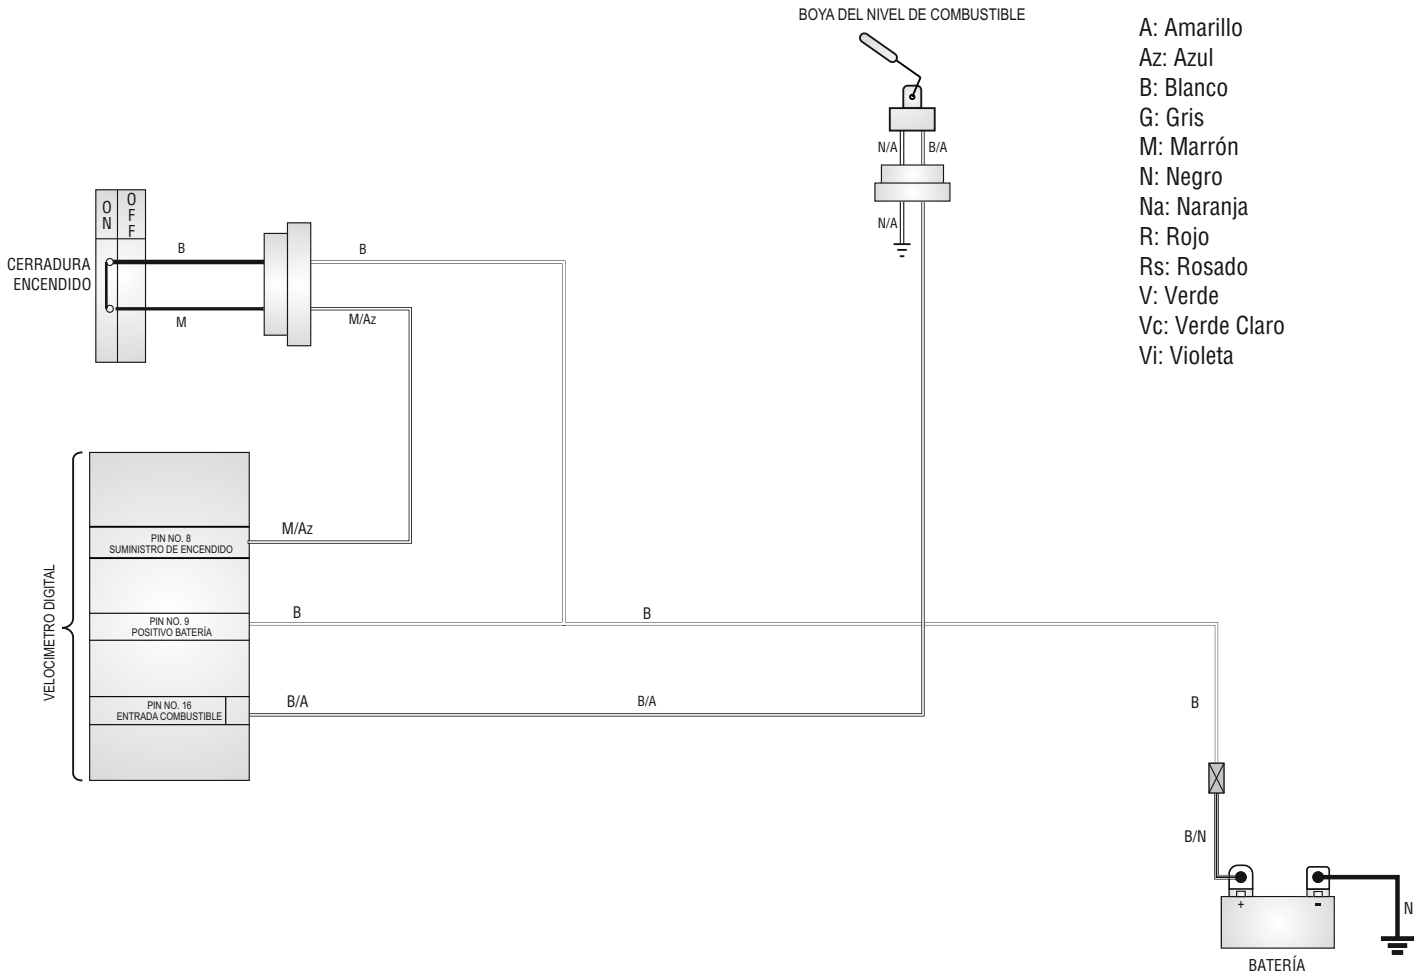 BOYA DEL NIVEL DE COMBUSTIBLE
A: Amarillo
Az: Azul
B: Blanco
G: Gris
M: Marrón
N: Negro
Na: Naranja
R: Rojo
Rs: Rosado
V: Verde
Vc: Verde Claro
Vi: Violeta
N/A
B/A
N/A
ON
OFF
CERRADURA
ENCENDIDO
B
B
M
M/Az
VELOCIMETRO DIGITAL
PIN NO. 8
SUMINISTRO DE ENCENDIDO
M/Az
PIN NO. 9
POSITIVO BATERÍA
B
B
PIN NO. 16
ENTRADA COMBUSTIBLE
B/A
B/A
B
B/N
+
-
N
BATERÍA